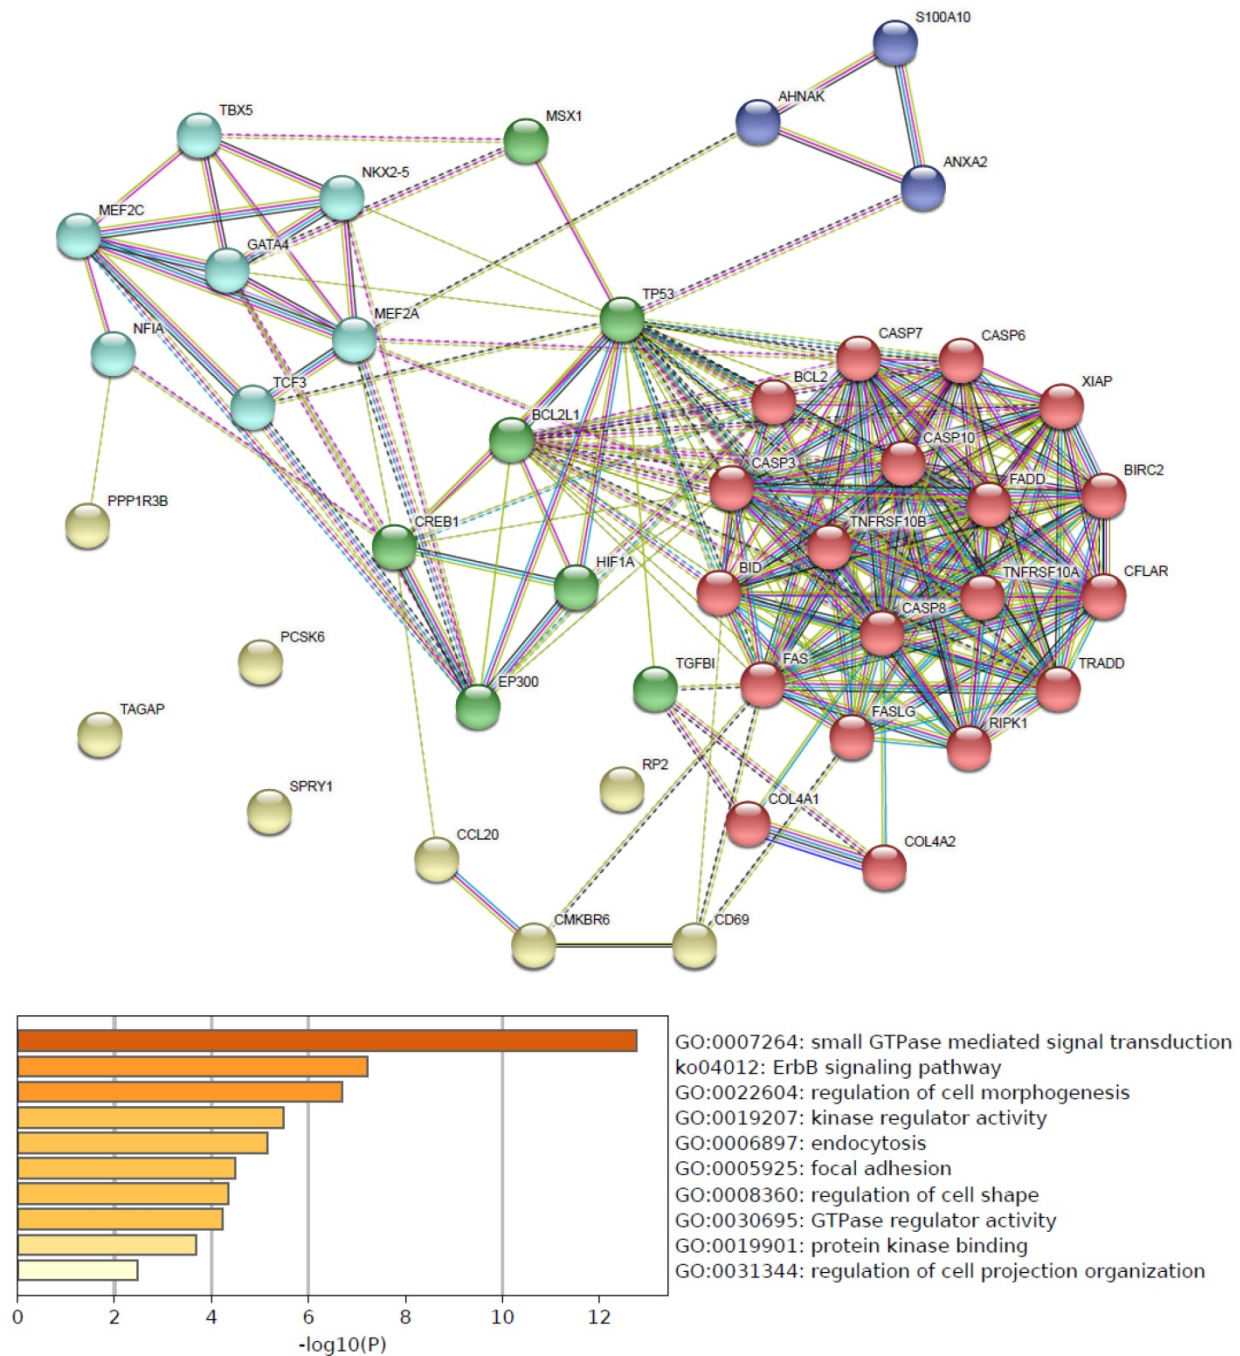 S100A10
AHNAK
TBX5
MSX1
NKX2-5
ANXA2
MEF2C
GATA4
TP53
MEF2A
NFIA
CASP7
CASP6
BCL2
XIAP
TCF3
BCL2L1
CASP10
CASP3
FADD
BIRC2
PPP1R3B
CREB1
TNFRSF10B
HIF1A
BID
TNFRSF10A
CFLAR
CASP8
PCSK6
TGFBI
FAS
TRADD
EP300
TAGAP
FASLG
RIPK1
RP2
SPRY1
COL4A1
CCL20
COL4A2
CMKBR6
CD69
GO:0007264: small GTPase mediated signal transduction
ko04012: ErbB signaling pathway
GO:0022604: regulation of cell morphogenesis
GO:0019207: kinase regulator activity
GO:0006897: endocytosis
GO:0005925: focal adhesion
GO:0008360: regulation of cell shape
GO:0030695: GTPase regulator activity
GO:0019901: protein kinase binding
GO:0031344: regulation of cell projection organization
0 2 4 6 8 10 12
-log10(P)